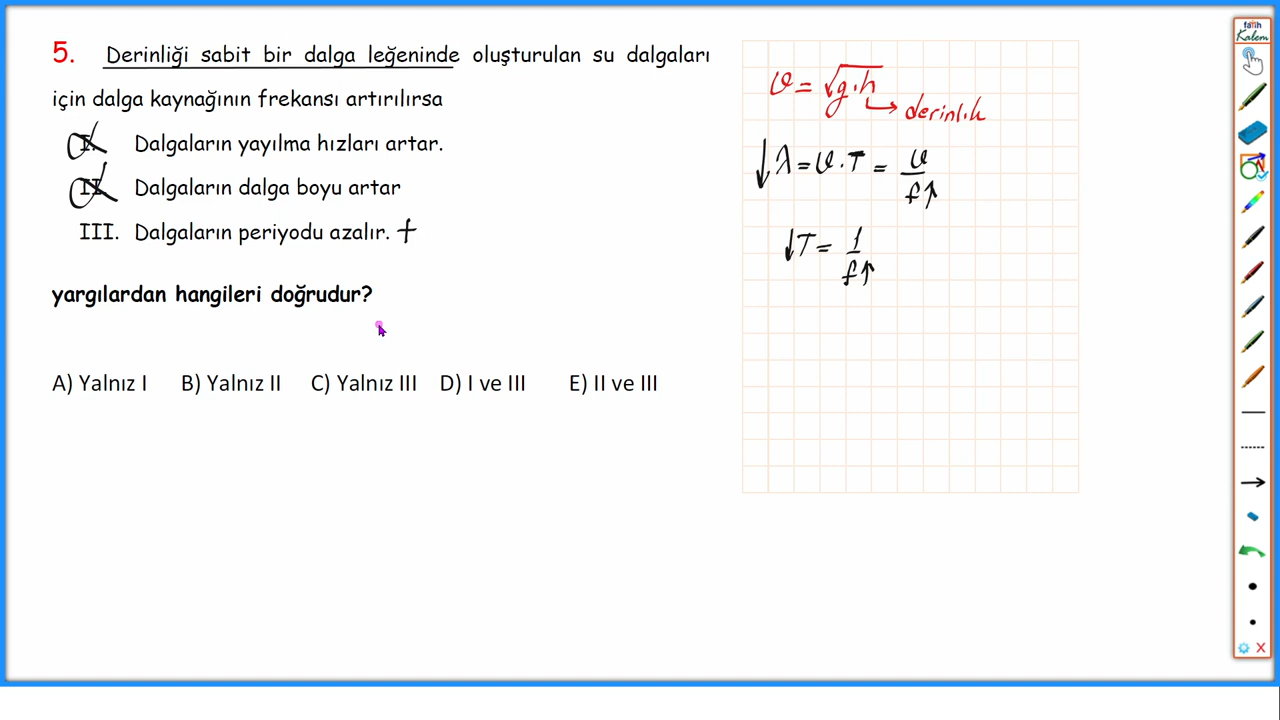 5. Derinliği sabit bir dalga leğeninde oluşturulan su dalgaları
için dalga kaynağının frekansı artırılırsa
I. Dalgaların yayılma hızları artar.
II. Dalgaların dalga boyu artar
III. Dalgaların periyodu azalır. +
yargılardan hangileri doğrudur?
A) Yalnız I B) Yalnız II C) Yalnız III D) I ve III E) II ve III
υ = √g·h
→ derinlik
↓λ = υ·T = υ/f↑
↓T = 1/f↑
fatih
Kalem